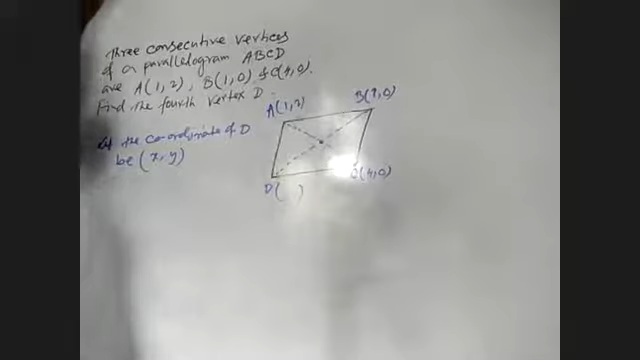 Three consecutive vertices
of a parallelogram ABCD
are A(1,2), B(1,0) & C(4,0).
Find the fourth vertex D.
A(1,2)
B(1,0)
Let the co-ordinate of D
be (x,y)
C(4,0)
D( )